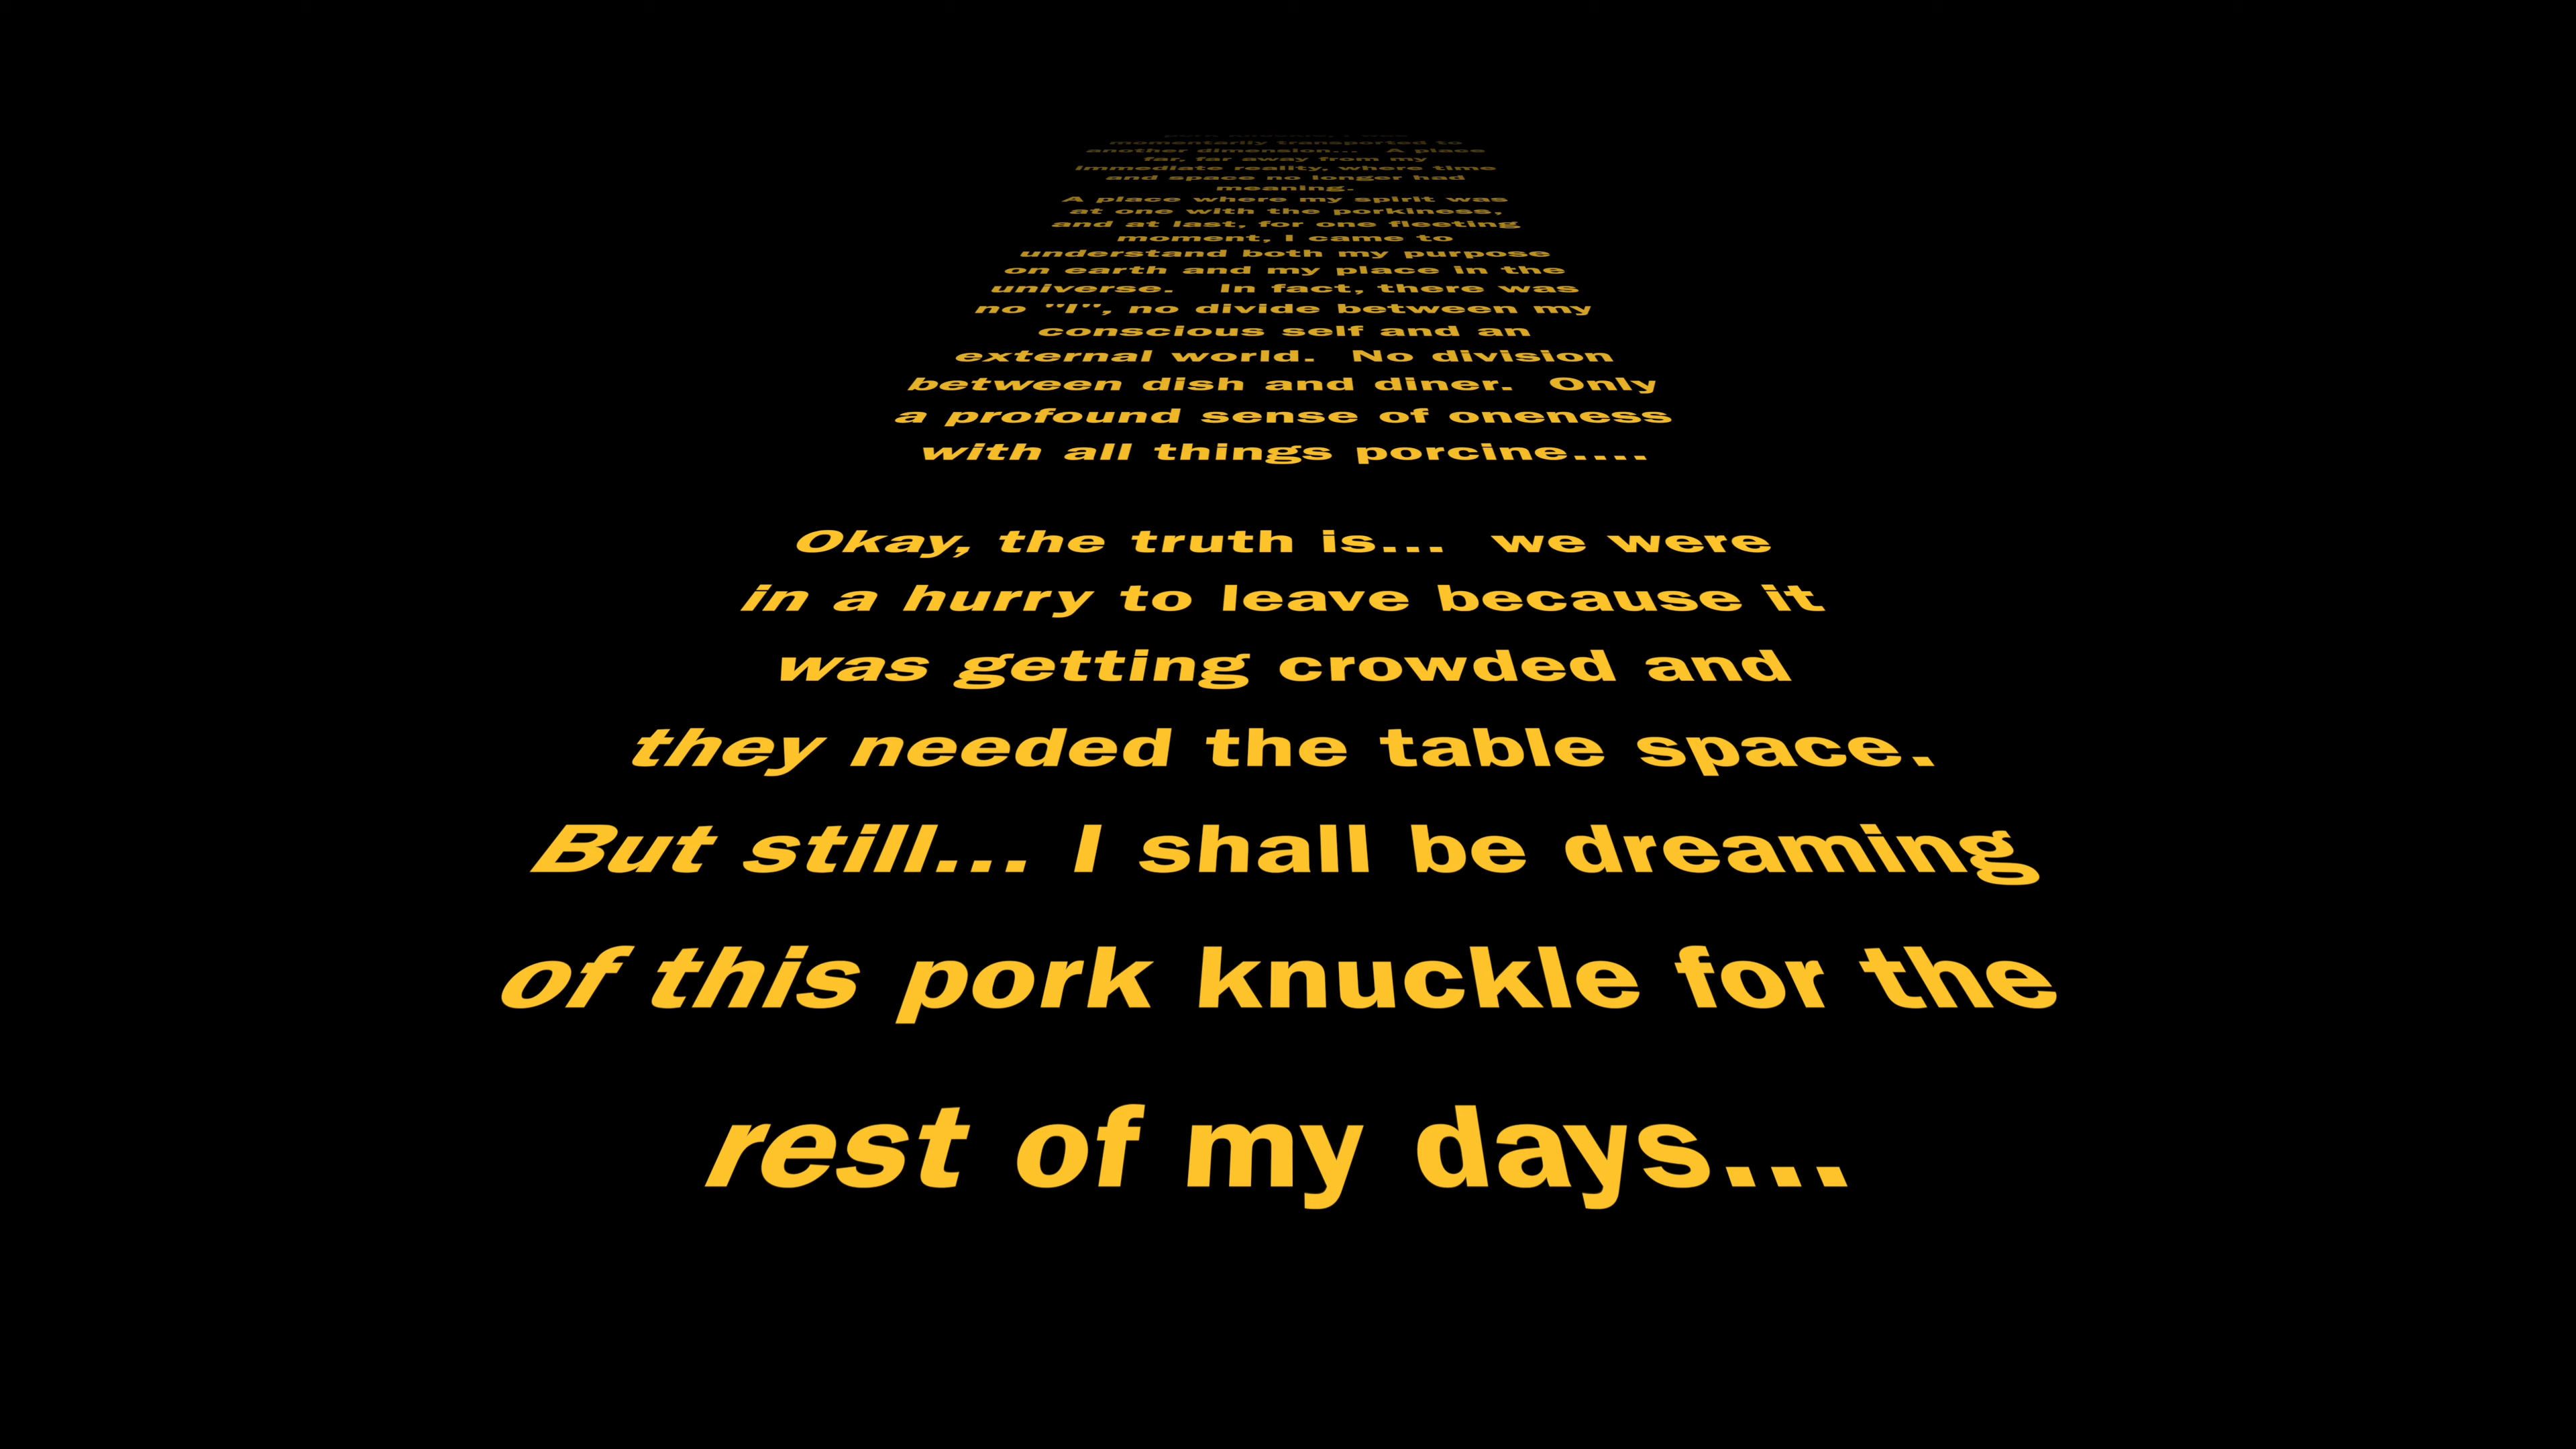 pork knuckle, I was
momentarily transported to
another dimension... A place
far, far away from my
immediate reality, where time
and space no longer had
meaning.
A place where my spirit was
at one with the porkiness,
and at last, for one fleeting
moment, I came to
understand both my purpose
on earth and my place in the
universe. In fact, there was
no "I", no divide between my
conscious self and an
external world. No division
between dish and diner. Only
a profound sense of oneness
with all things porcine....
Okay, the truth is... we were
in a hurry to leave because it
was getting crowded and
they needed the table space.
But still... I shall be dreaming
of this pork knuckle for the
rest of my days...